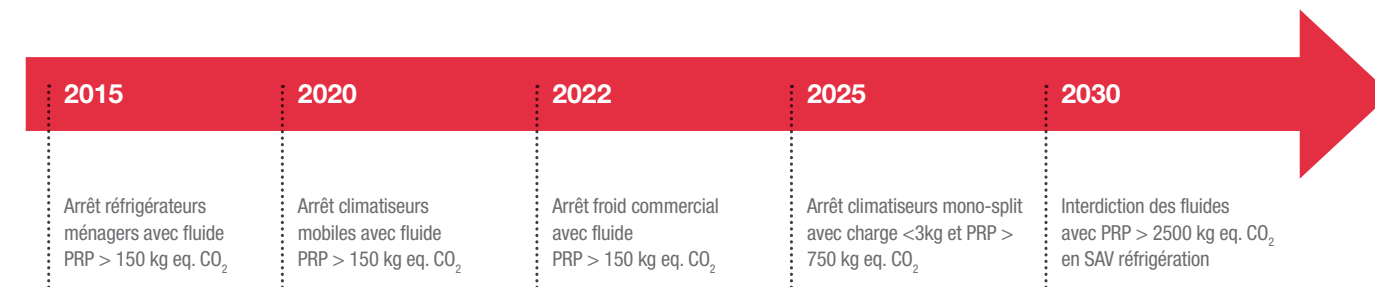 2015
Arrêt réfrigérateurs
ménagers avec fluide
PRP > 150 kg eq. CO₂
2020
Arrêt climatiseurs
mobiles avec fluide
PRP > 150 kg eq. CO₂
2022
Arrêt froid commercial
avec fluide
PRP > 150 kg eq. CO₂
2025
Arrêt climatiseurs mono-split
avec charge <3kg et PRP >
750 kg eq. CO₂
2030
Interdiction des fluides
avec PRP > 2500 kg eq. CO₂
en SAV réfrigération